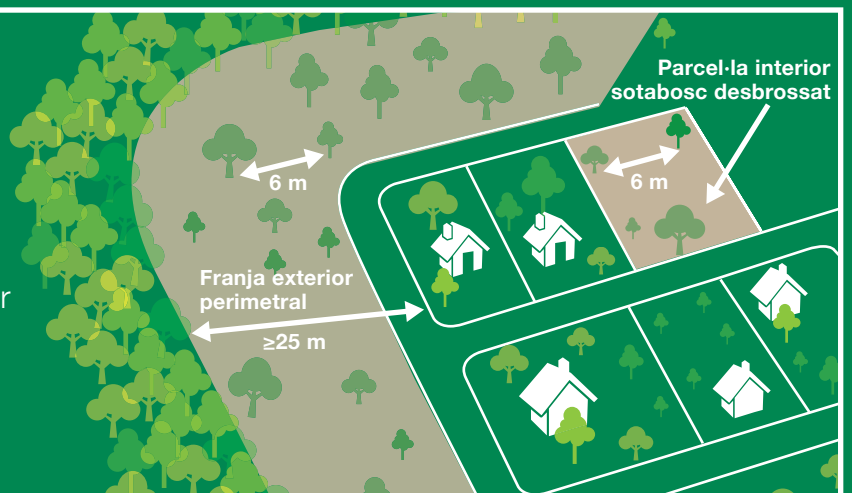 Parcel·la interior
sotabosc desbrossat
6 m
6 m
Franja exterior
perimetral
≥25 m
r